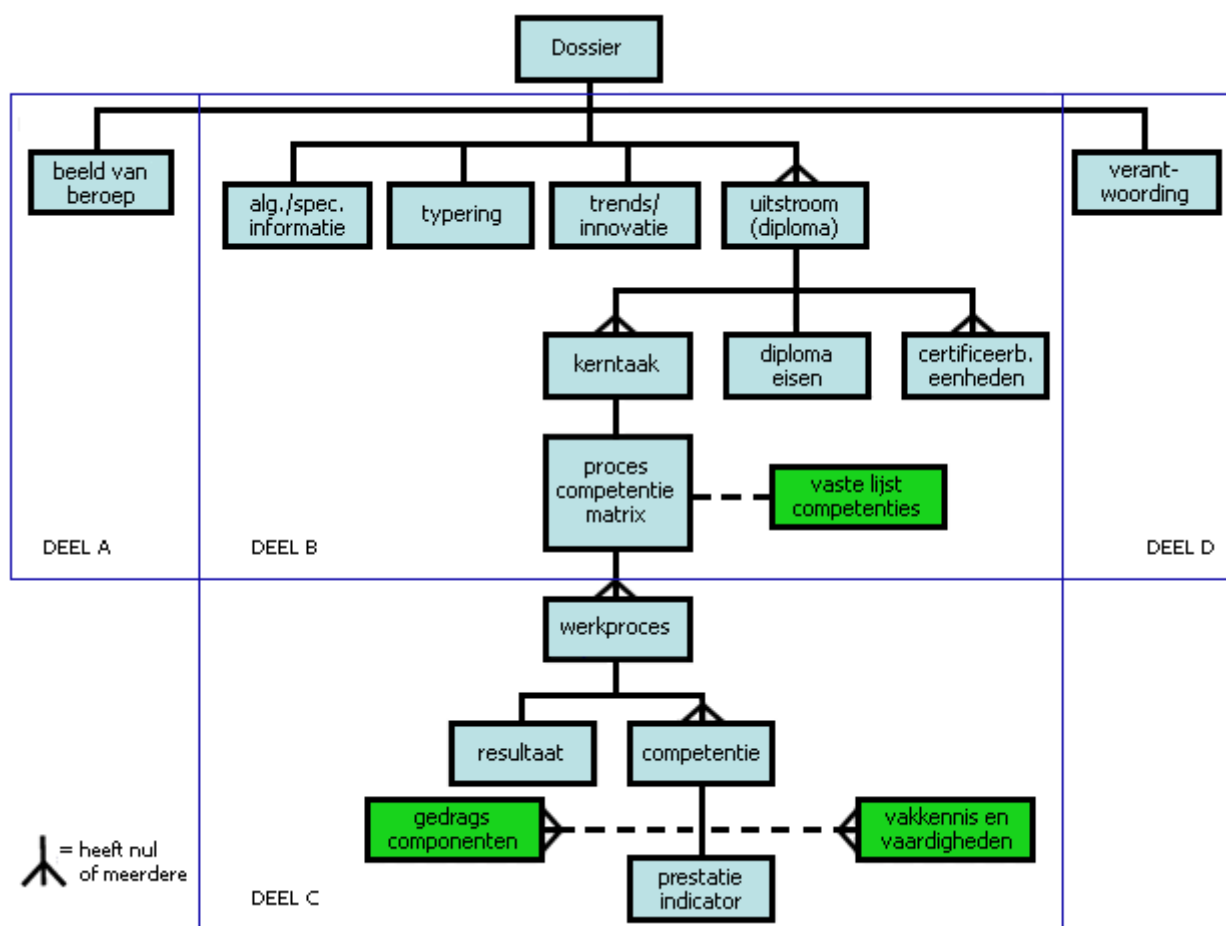 Dossier
beeld van
beroep
alg./spec.
informatie
typering
trends/
innovatie
uitstroom
(diploma)
verant-
woording
kerntaak
diploma
eisen
certificeerb.
eenheden
proces
competentie
matrix
vaste lijst
competenties
DEEL A
DEEL B
DEEL D
werkproces
resultaat
competentie
gedrags
componenten
vakkennis en
vaardigheden
= heeft nul
of meerdere
prestatie
indicator
DEEL C